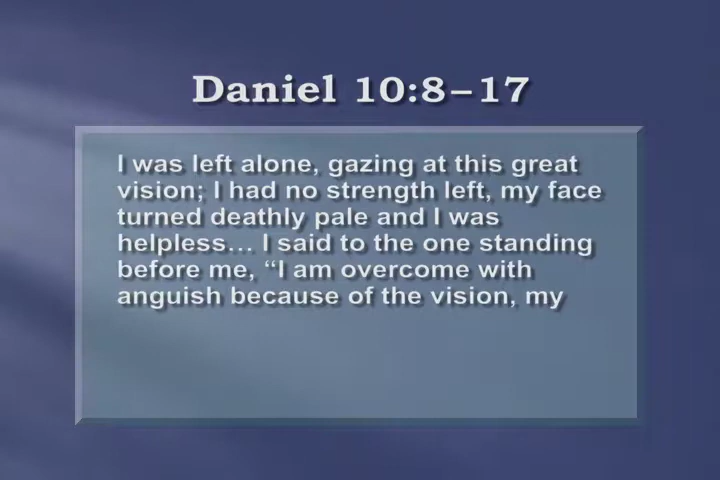 Daniel 10:8–17
I was left alone, gazing at this great
vision; I had no strength left, my face
turned deathly pale and I was
helpless... I said to the one standing
before me, “I am overcome with
anguish because of the vision, my